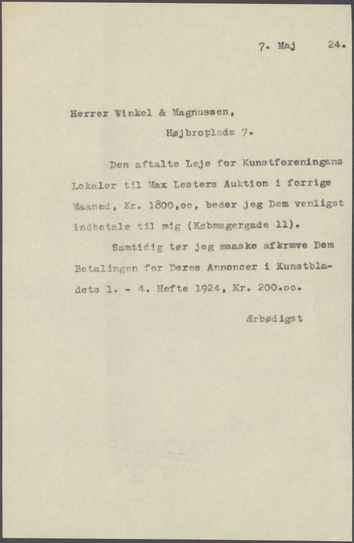 7. Maj 24.
Herrer Winkel & Magnussen,
Højbroplads 7.
Den aftalte Leje for Kunstforeningens
Lokaler til Max Lesters Auktion i forrige
Maaned, Kr. 1800,oo, beder jeg Dem venligst
indbetale til mig (Købmagergade 11).
Samtidig tør jeg maaske afkræve Dem
Betalingen for Deres Annoncer i Kunstbla-
dets 1. - 4. Hefte 1924, Kr. 200.oo.
Ærbødigst